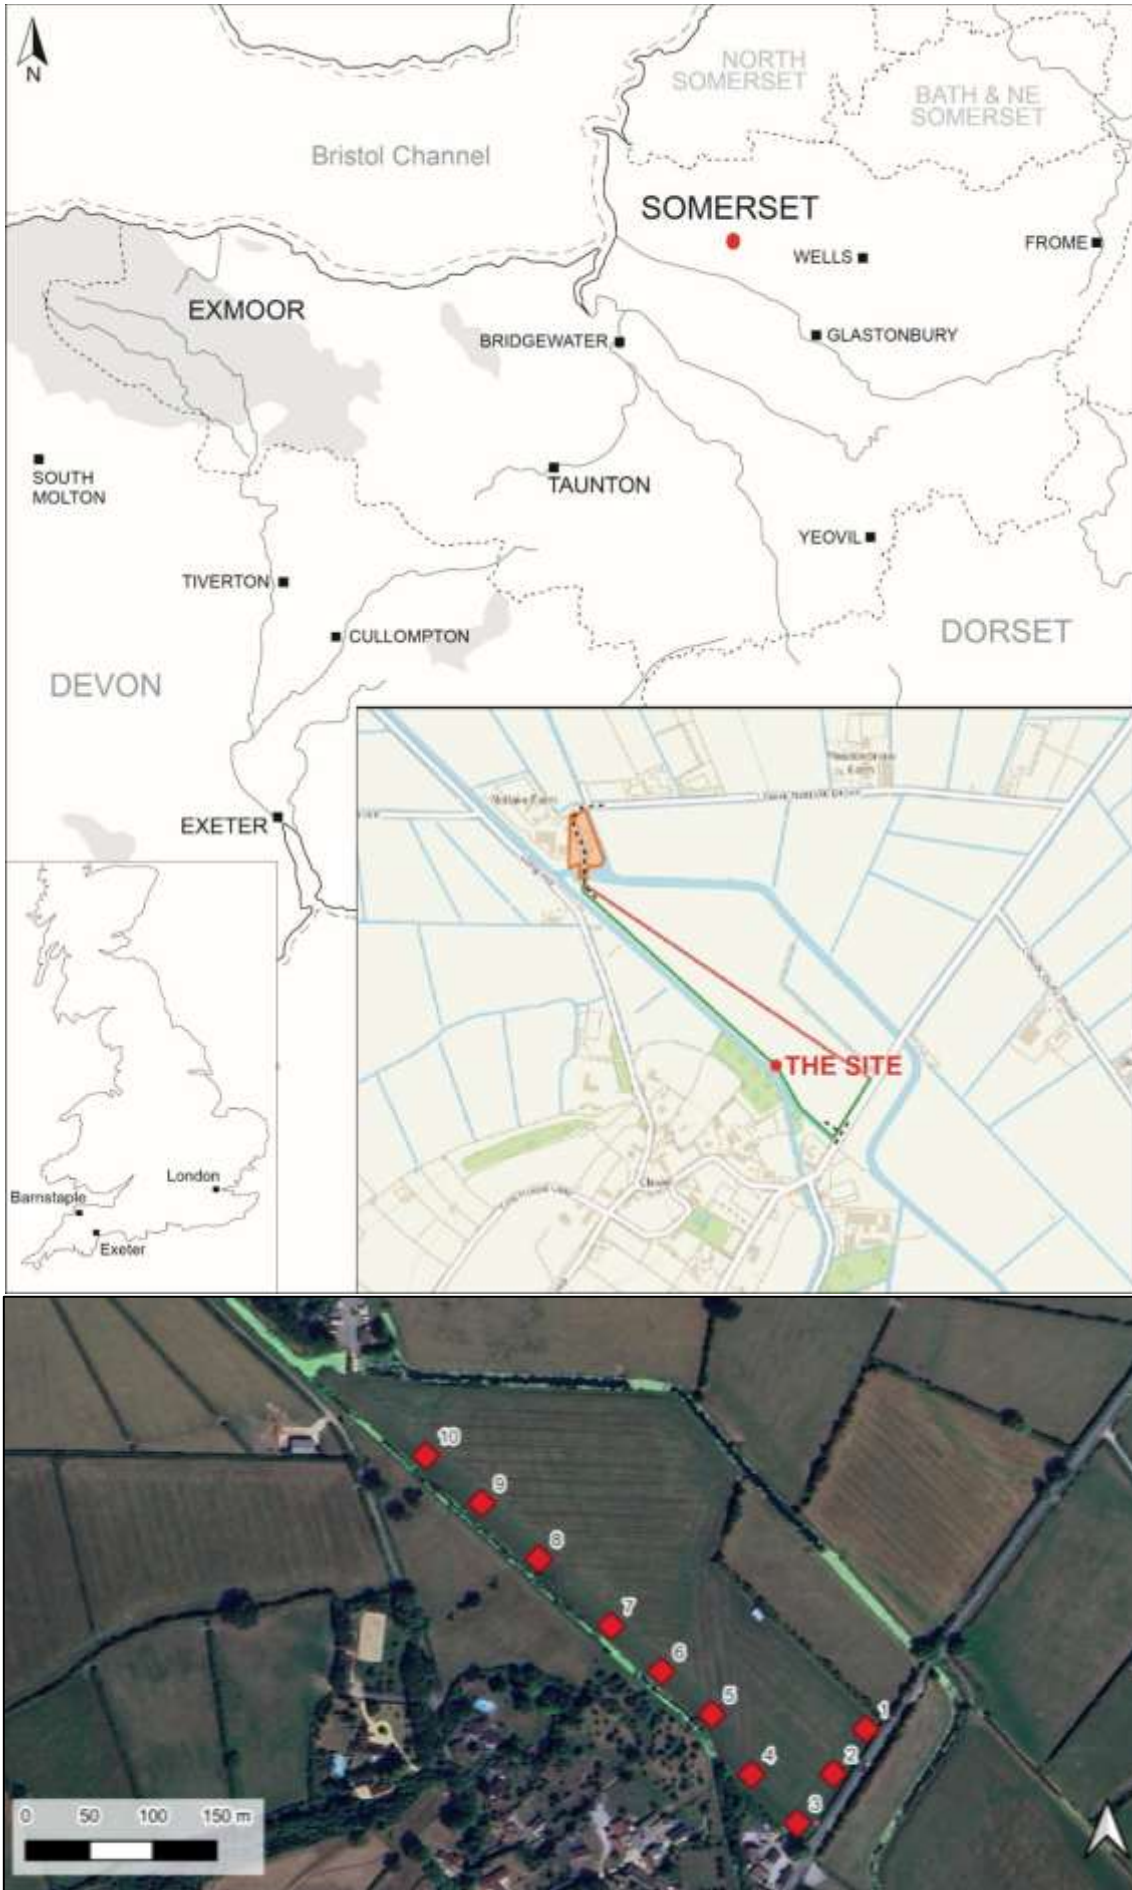 N
NORTH
SOMERSET
BATH & NE
SOMERSET
Bristol Channel
SOMERSET
WELLS
FROME
EXMOOR
BRIDGEWATER
GLASTONBURY
SOUTH
MOLTON
TAUNTON
YEOVIL
TIVERTON
CULLOMPTON
DORSET
DEVON
EXETER
THE SITE
London
Barnstaple
Exeter
10
9
8
7
6
5
4
3
2
1
0 50 100 150 m